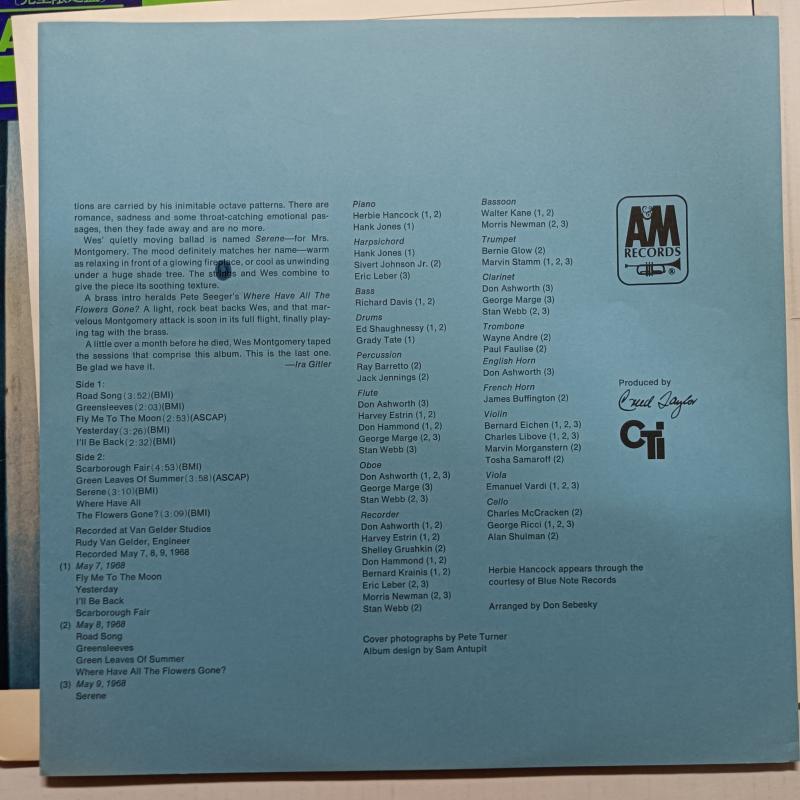 tions are carried by his inimitable octave patterns. There are
romance, sadness and some throat-catching emotional pas-
sages, then they fade away and are no more.
Wes' quietly moving ballad is named Serene—for Mrs.
Montgomery. The mood definitely matches her name—warm
as relaxing in front of a glowing fireplace, or cool as unwinding
under a huge shade tree. The strings and Wes combine to
give the piece its soothing texture.
A brass intro heralds Pete Seeger's Where Have All The
Flowers Gone? A light, rock beat backs Wes, and that mar-
velous Montgomery attack is soon in its full flight, finally play-
ing tag with the brass.
A little over a month before he died, Wes Montgomery taped
the sessions that comprise this album. This is the last one.
Be glad we have it. —Ira Gitler
Side 1:
Road Song (3:52)(BMI)
Greensleeves (2:03)(BMI)
Fly Me To The Moon (2:53)(ASCAP)
Yesterday (3:26)(BMI)
I'll Be Back (2:32)(BMI)
Side 2:
Scarborough Fair (4:53)(BMI)
Green Leaves Of Summer (3:58)(ASCAP)
Serene (3:10)(BMI)
Where Have All
The Flowers Gone? (3:09)(BMI)
Recorded at Van Gelder Studios
Rudy Van Gelder, Engineer
Recorded May 7, 8, 9, 1968
(1) May 7, 1968
Fly Me To The Moon
Yesterday
I'll Be Back
Scarborough Fair
(2) May 8, 1968
Road Song
Greensleeves
Green Leaves Of Summer
Where Have All The Flowers Gone?
(3) May 9, 1968
Serene
Piano
Herbie Hancock (1, 2)
Hank Jones (1)
Harpsichord
Hank Jones (1)
Sivert Johnson Jr. (2)
Eric Leber (3)
Bass
Richard Davis (1, 2)
Drums
Ed Shaughnessy (1, 2)
Grady Tate (1)
Percussion
Ray Barretto (2)
Jack Jennings (2)
Flute
Don Ashworth (3)
Harvey Estrin (1, 2)
Don Hammond (1, 2)
George Marge (2, 3)
Stan Webb (3)
Oboe
Don Ashworth (1, 2, 3)
George Marge (3)
Stan Webb (2, 3)
Recorder
Don Ashworth (1, 2)
Harvey Estrin (1, 2)
Shelley Grushkin (2)
Don Hammond (1, 2)
Bernard Krainis (1, 2)
Eric Leber (2, 3)
Morris Newman (2, 3)
Stan Webb (2)
Cover photographs by Pete Turner
Album design by Sam Antupit
Bassoon
Walter Kane (1, 2)
Morris Newman (2, 3)
Trumpet
Bernie Glow (2)
Marvin Stamm (1, 2, 3)
Clarinet
Don Ashworth (3)
George Marge (3)
Stan Webb (2, 3)
Trombone
Wayne Andre (2)
Paul Faulise (2)
English Horn
Don Ashworth (3)
French Horn
James Buffington (2)
Violin
Bernard Eichen (1, 2, 3)
Charles Libove (1, 2, 3)
Marvin Morganstern (2)
Tosha Samaroff (2)
Viola
Emanuel Vardi (1, 2, 3)
Cello
Charles McCracken (2)
George Ricci (1, 2, 3)
Alan Shulman (2)
Herbie Hancock appears through the
courtesy of Blue Note Records
Arranged by Don Sebesky
A&M
RECORDS
®
Produced by
Creed Taylor
CTi